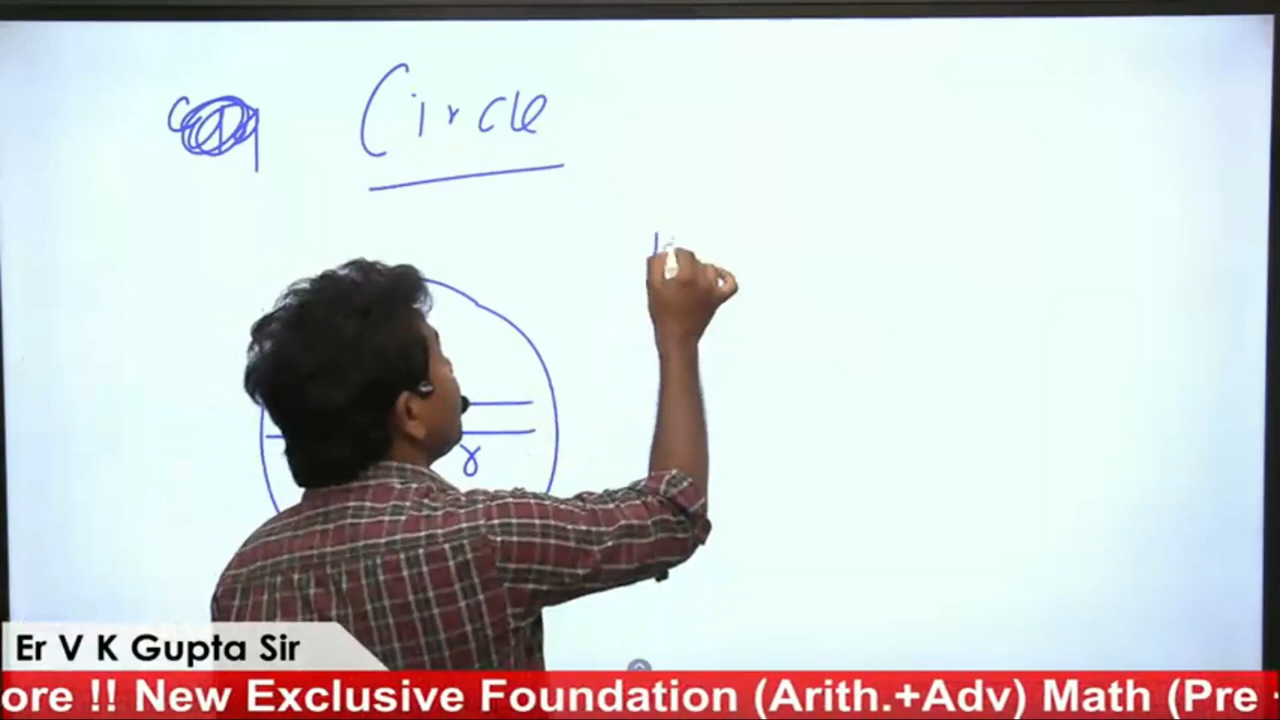 Circle
r
Er V K Gupta Sir
ore !! New Exclusive Foundation (Arith.+Adv) Math (Pre